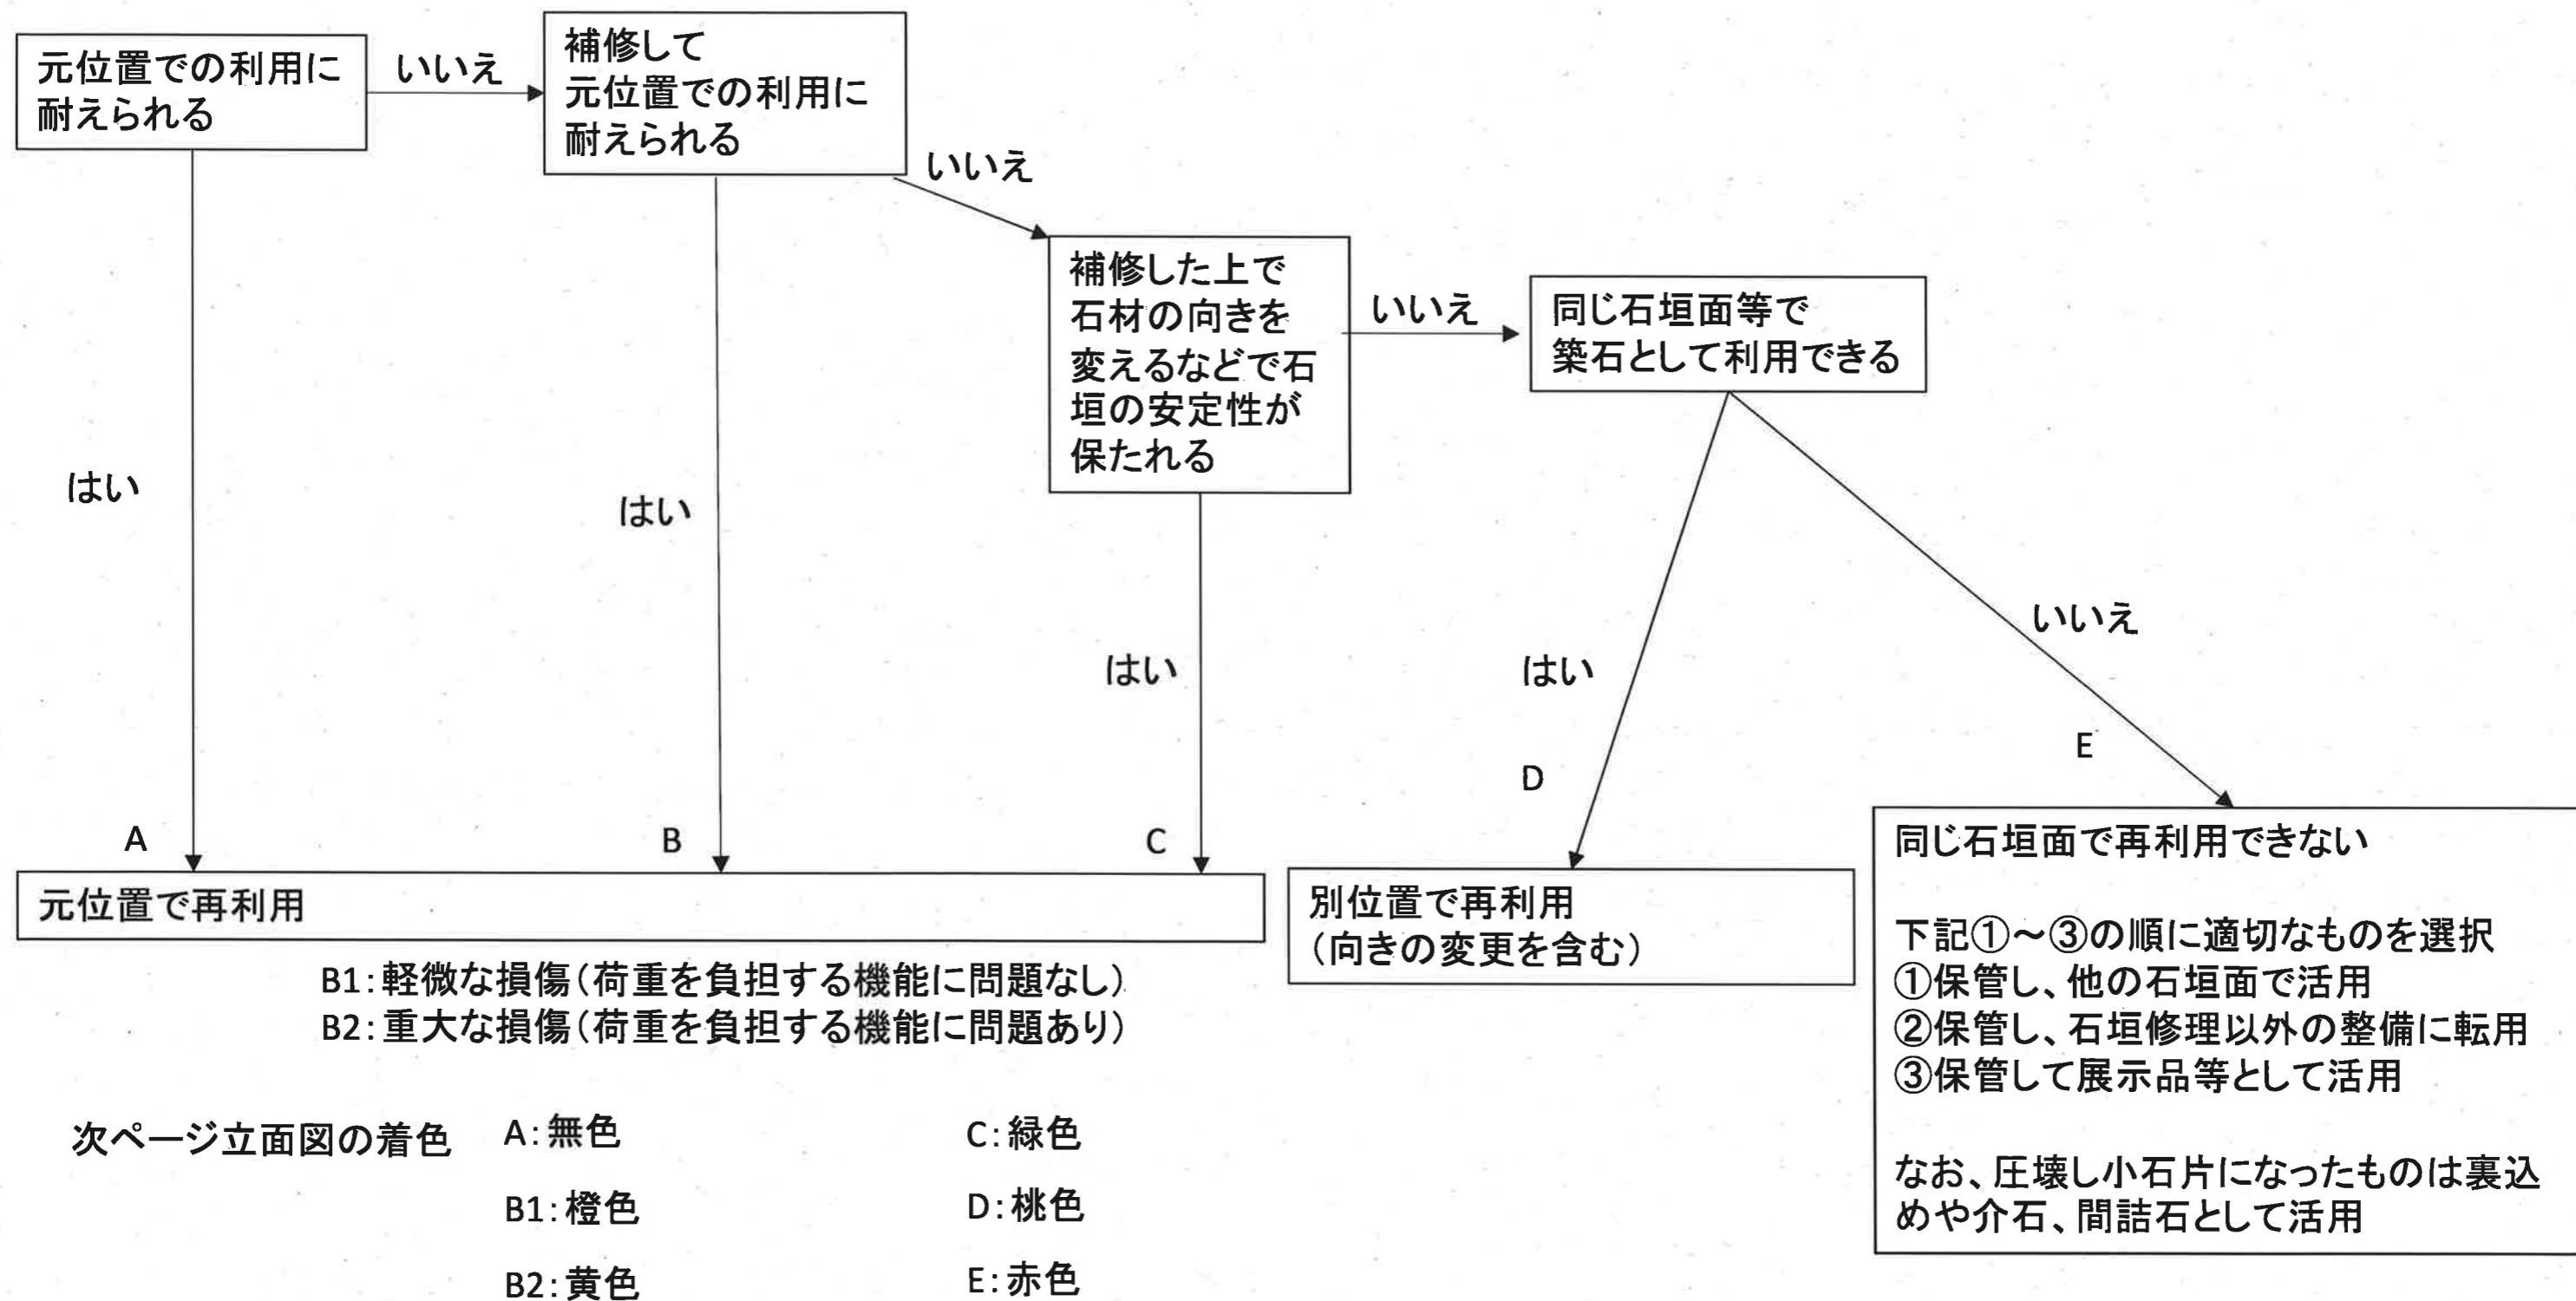 元位置での利用に
耐えられる
いいえ
補修して
元位置での利用に
耐えられる
いいえ
補修した上で
石材の向きを
変えるなどで石
垣の安定性が
保たれる
いいえ
同じ石垣面等で
築石として利用できる
はい
はい
はい
はい
いいえ
A
B
C
D
E
元位置で再利用
別位置で再利用
（向きの変更を含む）
同じ石垣面で再利用できない
下記①～③の順に適切なものを選択
①保管し、他の石垣面で活用
②保管し、石垣修理以外の整備に転用
③保管して展示品等として活用
なお、圧壊し小石片になったものは裏込
めや介石、間詰石として活用
B1：軽微な損傷（荷重を負担する機能に問題なし）
B2：重大な損傷（荷重を負担する機能に問題あり）
次ページ立面図の着色
A：無色
B1：橙色
B2：黄色
C：緑色
D：桃色
E：赤色